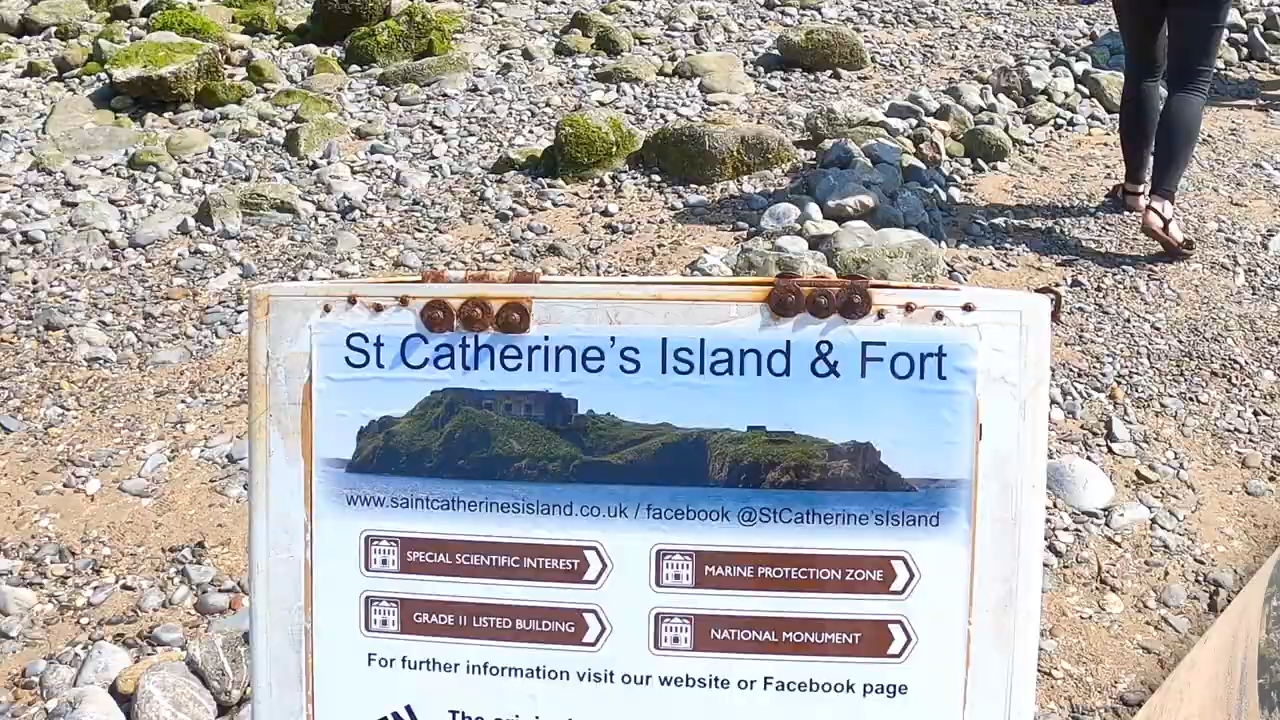 St Catherine's Island & Fort
www.saintcatherinesisland.co.uk / facebook @StCatherine'sIsland
SPECIAL SCIENTIFIC INTEREST
MARINE PROTECTION ZONE
GRADE II LISTED BUILDING
NATIONAL MONUMENT
For further information visit our website or Facebook page
The